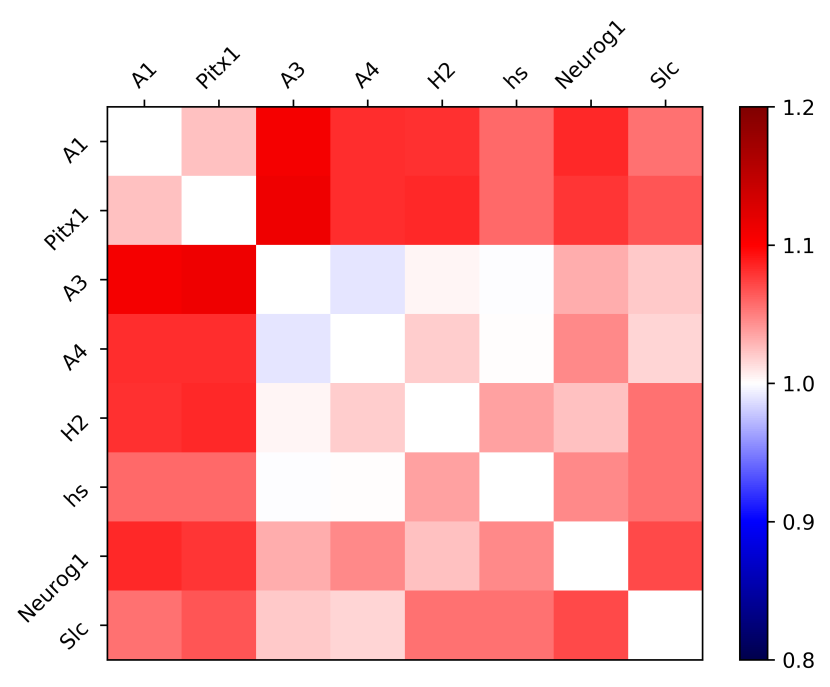 A1 Pitx1 A3 A4 H2 hs Neurog1 Slc
A1
Pitx1
A3
A4
H2
hs
Neurog1
Slc
1.2
1.1
1.0
0.9
0.8